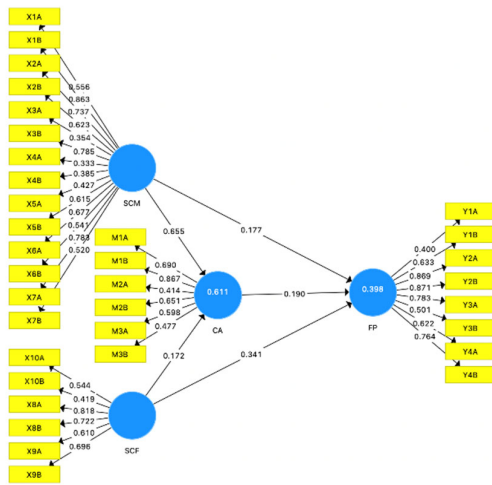 X1A
X1B
X2A
X2B
X3A
X3B
X4A
X4B
X5A
X5B
X6A
X6B
X7A
X7B
0.556
0.863
0.737
0.623
0.354
0.785
0.333
0.385
0.427
0.615
0.677
0.541
0.783
0.520
SCM
0.655
0.177
M1A
M1B
M2A
M2B
M3A
M3B
0.690
0.867
0.414
0.651
0.598
0.477
0.611
CA
0.190
0.398
FP
Y1A
Y1B
Y2A
Y2B
Y3A
Y3B
Y4A
Y4B
0.400
0.633
0.869
0.871
0.783
0.501
0.622
0.764
0.172
0.341
X10A
X10B
X8A
X8B
X9A
X9B
0.544
0.419
0.818
0.722
0.610
0.696
SCF